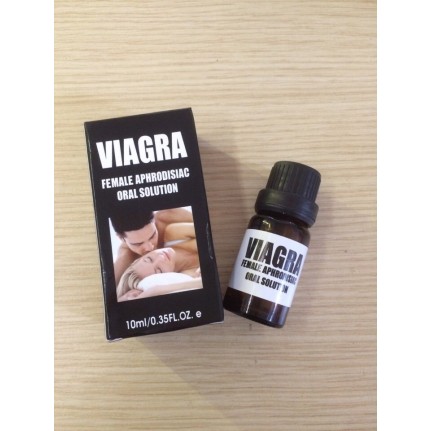 VIAGRA
FEMALE APHRODISIAC
ORAL SOLUTION
10ml/0.35FL.OZ. e
VIAGRA
FEMALE APHRODISIAC
ORAL SOLUTION